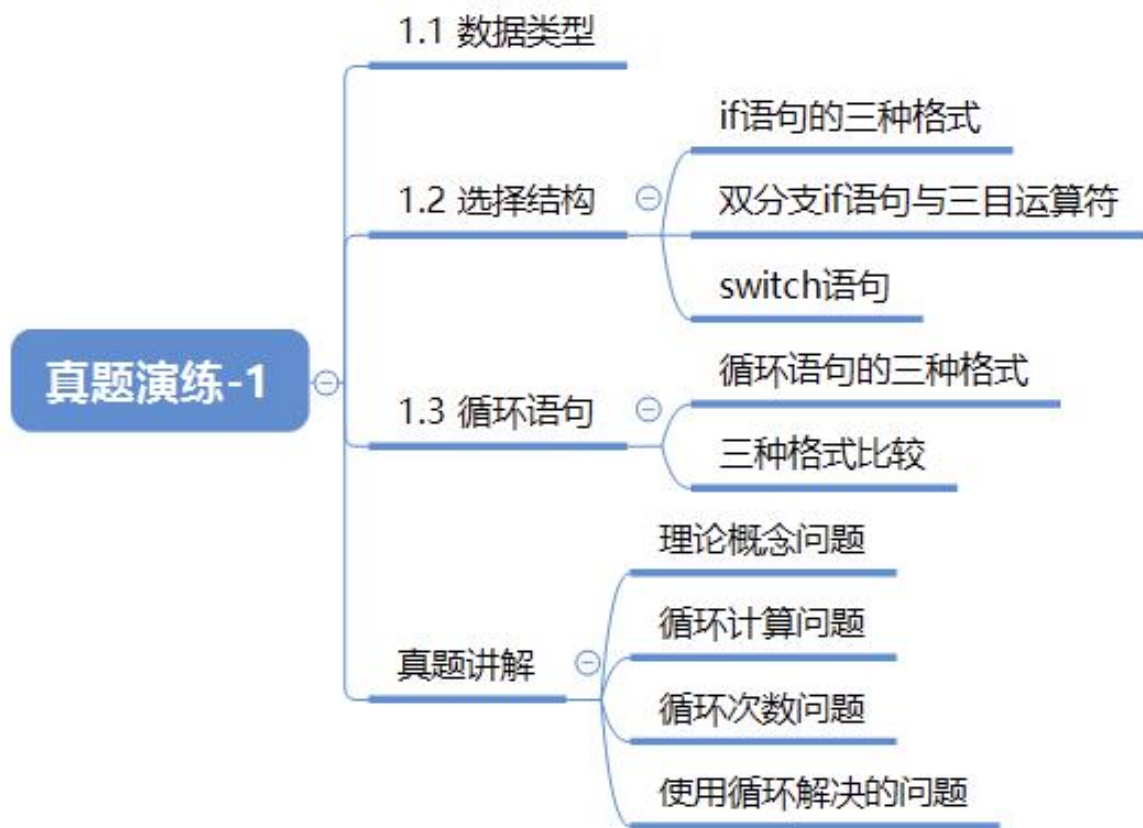 真题演练-1
1.1 数据类型
1.2 选择结构
if语句的三种格式
双分支if语句与三目运算符
switch语句
1.3 循环语句
循环语句的三种格式
三种格式比较
真题讲解
理论概念问题
循环计算问题
循环次数问题
使用循环解决的问题